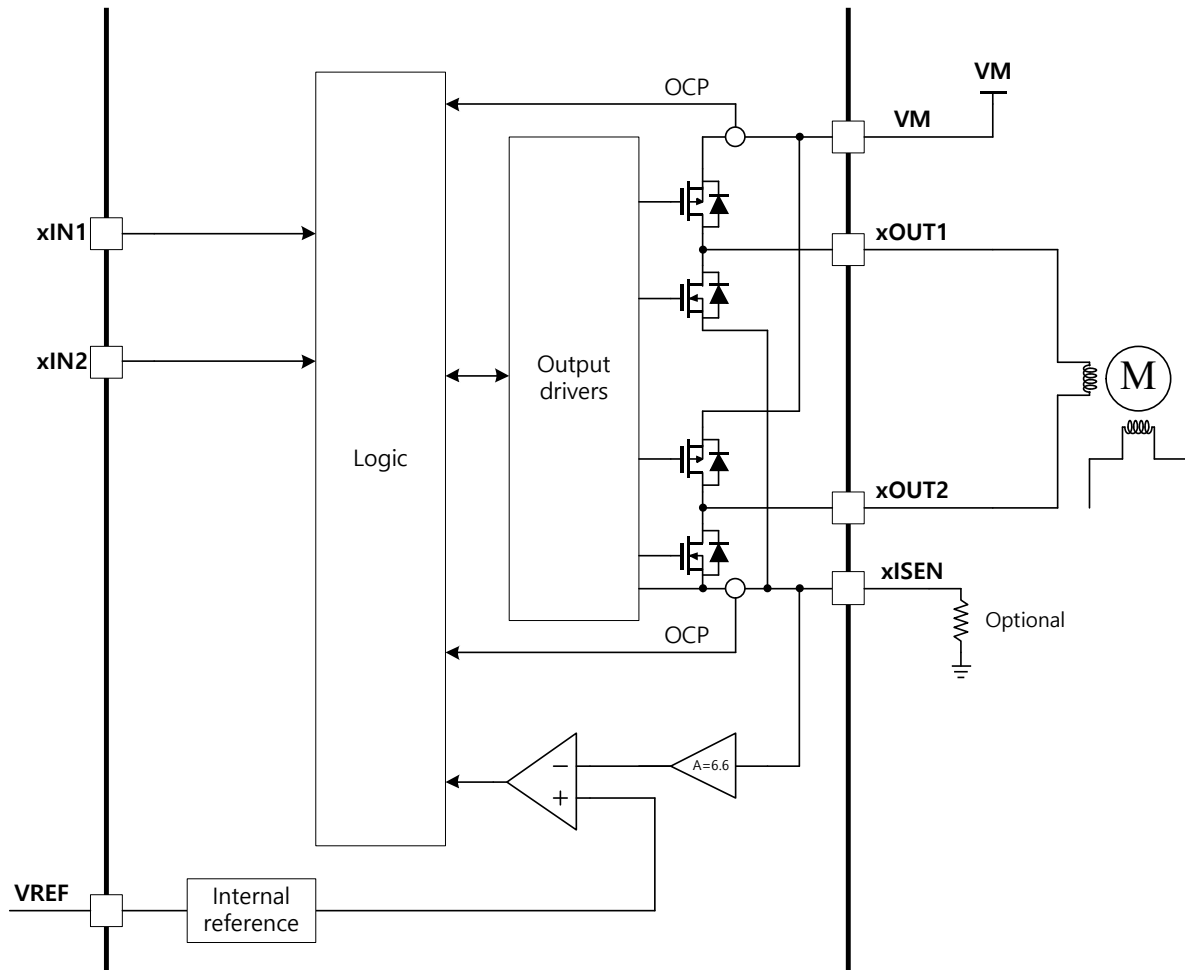 OCP
VM
VM
xIN1
xOUT1
xIN2
Output
drivers
M
Logic
xOUT2
xISEN
Optional
OCP
A=6.6
−
+
VREF
Internal
reference